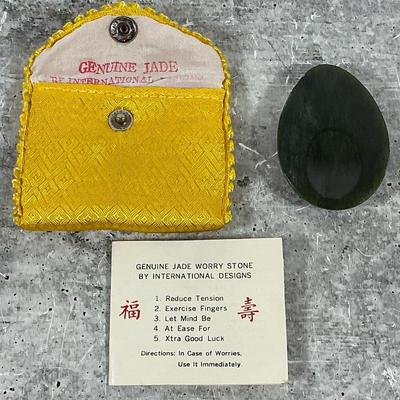 GENUINE JADE
INTERNATIONAL
GENUINE JADE WORRY STONE
BY INTERNATIONAL DESIGNS
福
1. Reduce Tension
2. Exercise Fingers
3. Let Mind Be
4. At Ease For
5. Xtra Good Luck
壽
Directions: In Case of Worries,
Use It Immediately.